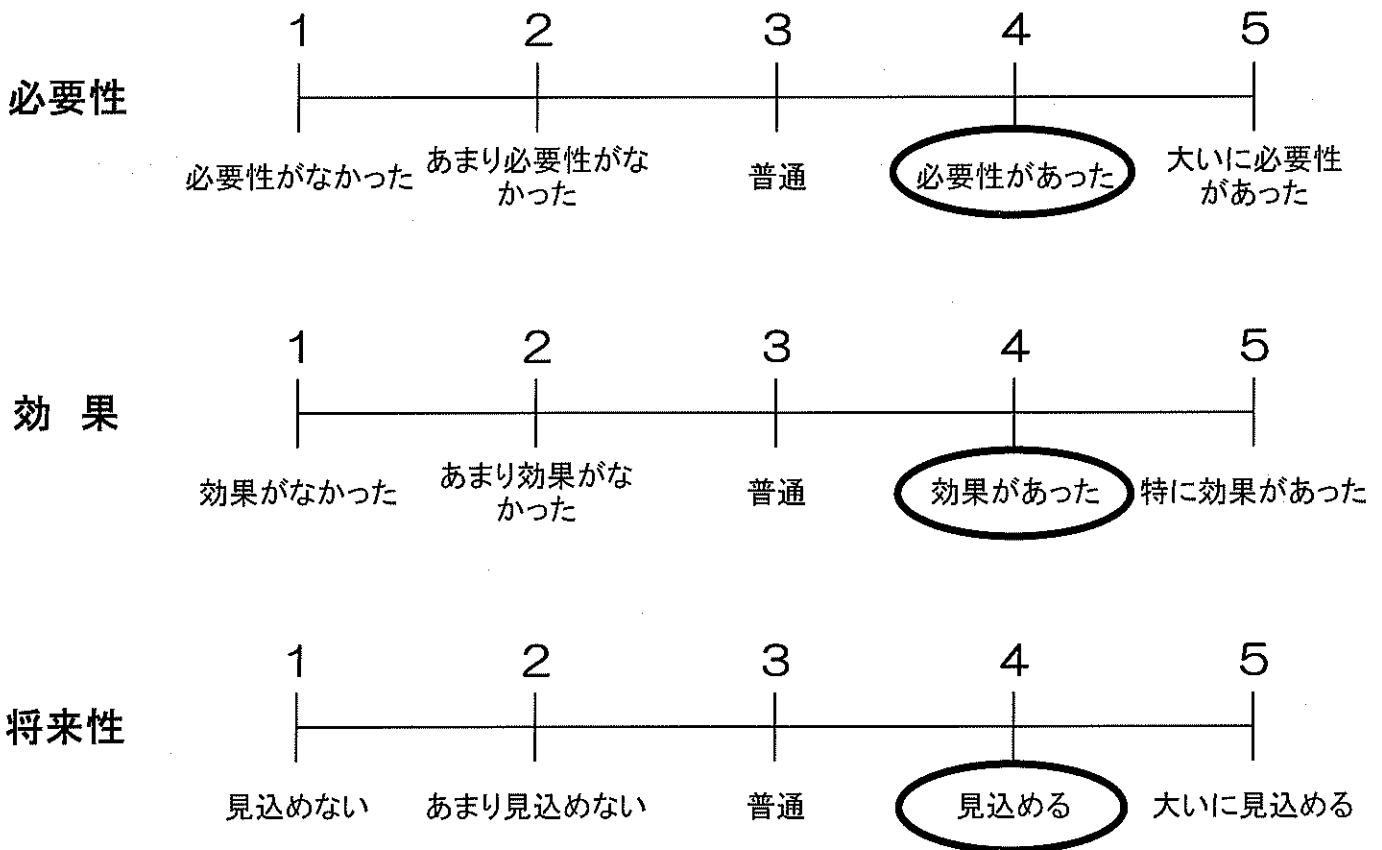 1 2 3 4 5
必要性
必要性がなかった あまり必要性がな
かった 普通 必要性があった 大いに必要性
があった
1 2 3 4 5
効 果
効果がなかった あまり効果がな
かった 普通 効果があった 特に効果があった
1 2 3 4 5
将来性
見込めない あまり見込めない 普通 見込める 大いに見込める